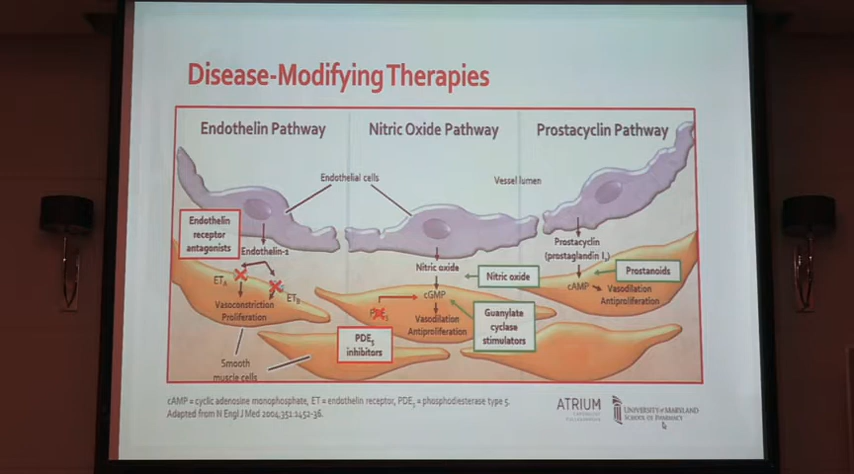 Disease-Modifying Therapies
Endothelin Pathway
Nitric Oxide Pathway
Prostacyclin Pathway
Endothelial cells
Vessel lumen
Endothelin
receptor
antagonists
Endothelin-1
ETA
ETB
Vasoconstriction
Proliferation
Smooth
muscle cells
Nitric oxide
Nitric oxide
cGMP
Vasodilation
Antiproliferation
PDE5
inhibitors
Guanylate
cyclase
stimulators
Prostacyclin
(prostaglandin I2)
Prostanoids
cAMP
Vasodilation
Antiproliferation
cAMP = cyclic adenosine monophosphate, ET = endothelin receptor, PDE5 = phosphodiesterase type 5.
Adapted from N Engl J Med 2004;351:1452-36.
ATRIUM
UNIVERSITY of MARYLAND
SCHOOL OF PHARMACY